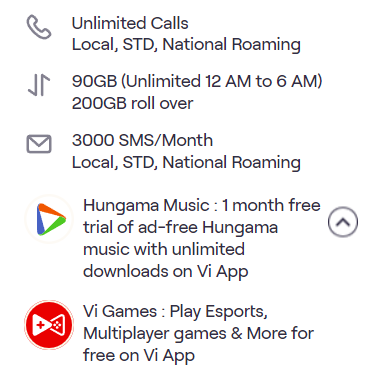 Unlimited Calls
Local, STD, National Roaming
90GB (Unlimited 12 AM to 6 AM)
200GB roll over
3000 SMS/Month
Local, STD, National Roaming
Hungama Music : 1 month free
trial of ad-free Hungama
music with unlimited
downloads on Vi App
Vi Games : Play Esports,
Multiplayer games & More for
free on Vi App